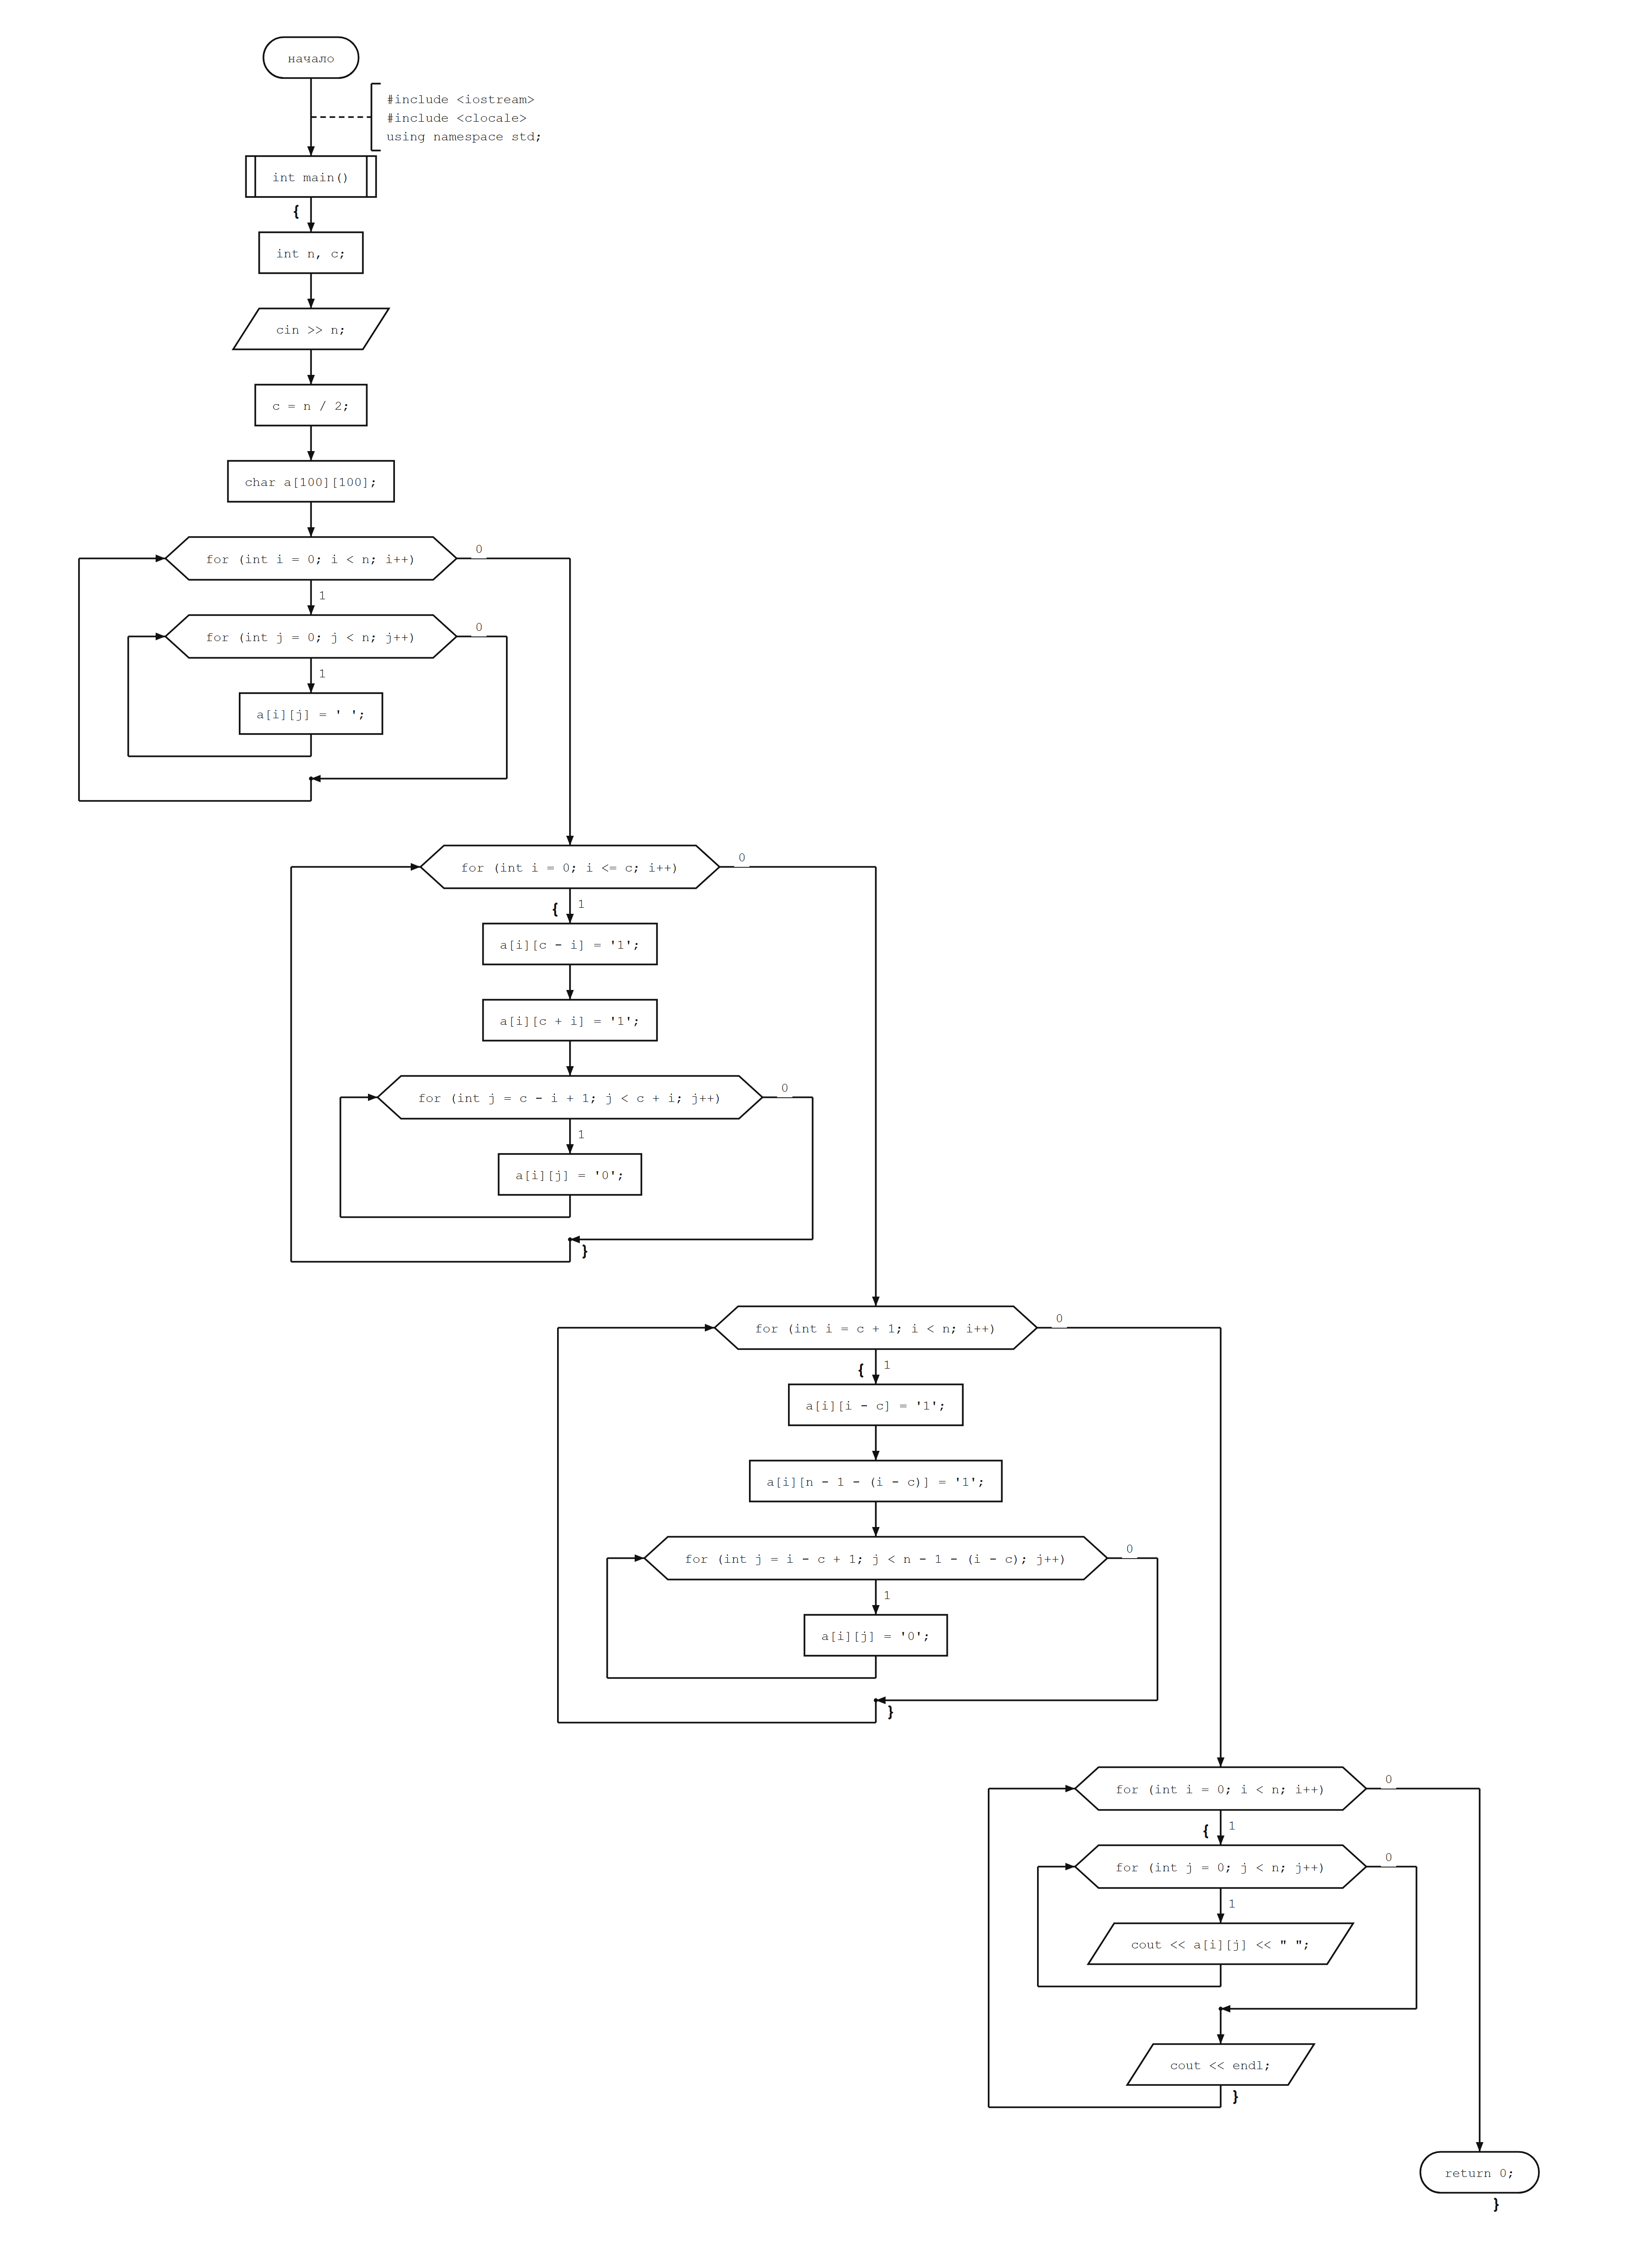 начало
#include <iostream>
#include <clocale>
using namespace std;
int main()
{
int n, c;
cin >> n;
c = n / 2;
char a[100][100];
for (int i = 0; i < n; i++)
0
1
for (int j = 0; j < n; j++)
0
1
a[i][j] = ' ';
for (int i = 0; i <= c; i++)
0
{
1
a[i][c - i] = '1';
a[i][c + i] = '1';
for (int j = c - i + 1; j < c + i; j++)
0
1
a[i][j] = '0';
}
for (int i = c + 1; i < n; i++)
0
{
1
a[i][i - c] = '1';
a[i][n - 1 - (i - c)] = '1';
for (int j = i - c + 1; j < n - 1 - (i - c); j++)
0
1
a[i][j] = '0';
}
for (int i = 0; i < n; i++)
0
{
1
for (int j = 0; j < n; j++)
0
1
cout << a[i][j] << " ";
cout << endl;
}
return 0;
}